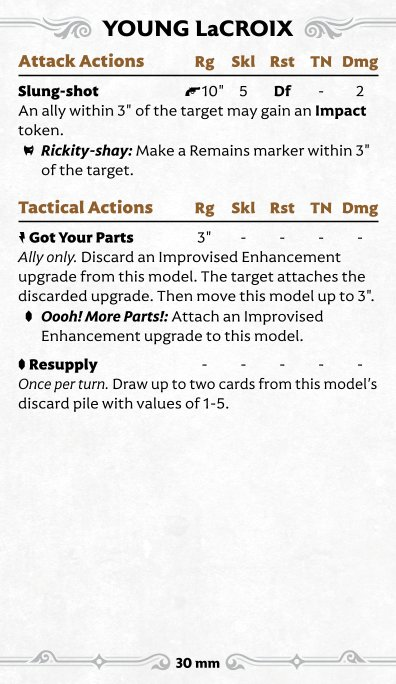 YOUNG LaCROIX
Attack Actions Rg Skl Rst TN Dmg
Slung-shot 10" 5 Df - 2
An ally within 3" of the target may gain an Impact
token.
Rickity-shay: Make a Remains marker within 3"
of the target.
Tactical Actions Rg Skl Rst TN Dmg
Got Your Parts 3" - - - -
Ally only. Discard an Improvised Enhancement
upgrade from this model. The target attaches the
discarded upgrade. Then move this model up to 3".
Oooh! More Parts!: Attach an Improvised
Enhancement upgrade to this model.
Resupply - - - - -
Once per turn. Draw up to two cards from this model's
discard pile with values of 1-5.
30 mm